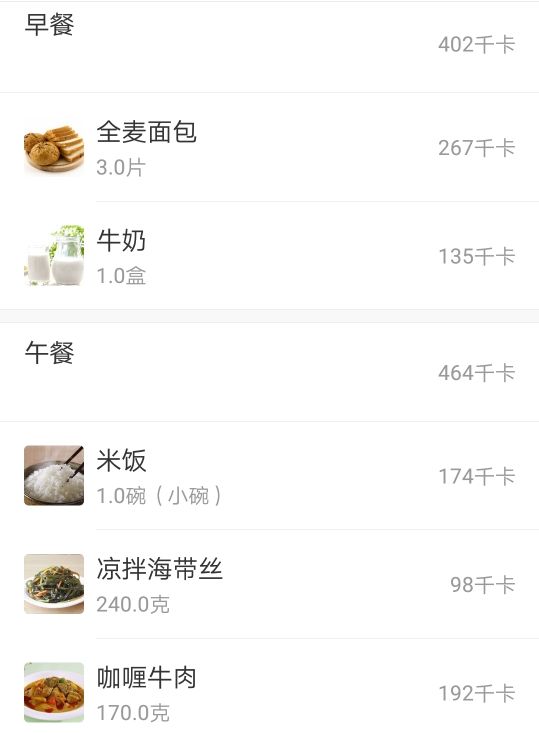 早餐
402千卡
全麦面包
267千卡
3.0片
牛奶
135千卡
1.0盒
午餐
464千卡
米饭
174千卡
1.0碗（小碗）
凉拌海带丝
98千卡
240.0克
咖喱牛肉
192千卡
170.0克